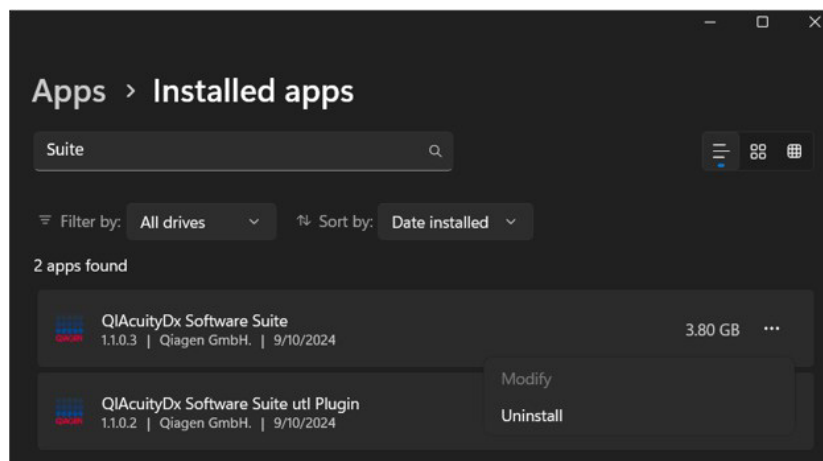 Apps > Installed apps
Suite
Filter by: All drives Sort by: Date installed
2 apps found
QIAcuityDx Software Suite
1.1.0.3 | Qiagen GmbH. | 9/10/2024
3.80 GB
Modify
Uninstall
QIAcuityDx Software Suite utl Plugin
1.1.0.2 | Qiagen GmbH. | 9/10/2024
QIAGEN
QIAGEN